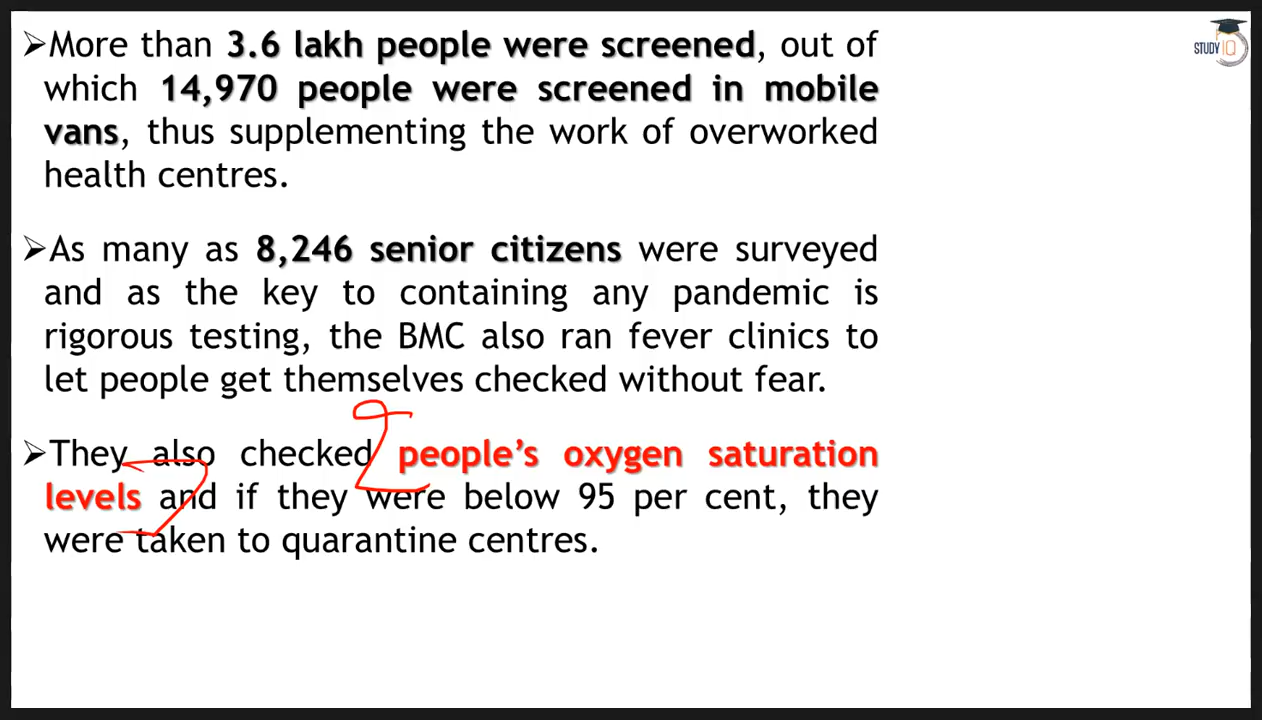 ➢More than 3.6 lakh people were screened, out of
which 14,970 people were screened in mobile
vans, thus supplementing the work of overworked
health centres.
➢As many as 8,246 senior citizens were surveyed
and as the key to containing any pandemic is
rigorous testing, the BMC also ran fever clinics to
let people get themselves checked without fear.
➢They also checked people's oxygen saturation
levels and if they were below 95 per cent, they
were taken to quarantine centres.
STUDY IQ